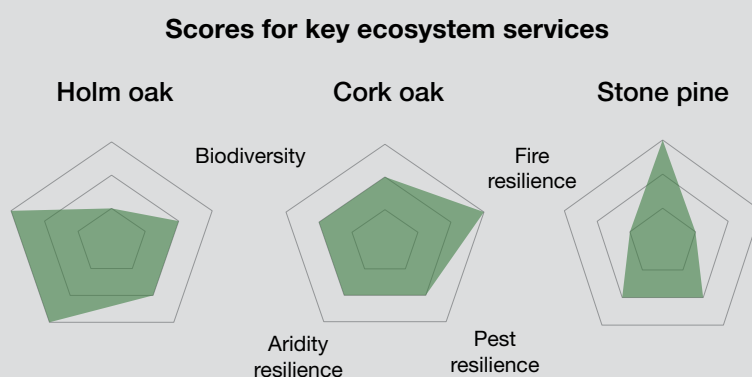 Scores for key ecosystem services
Holm oak
Cork oak
Stone pine
Biodiversity
Fire
resilience
Aridity
resilience
Pest
resilience